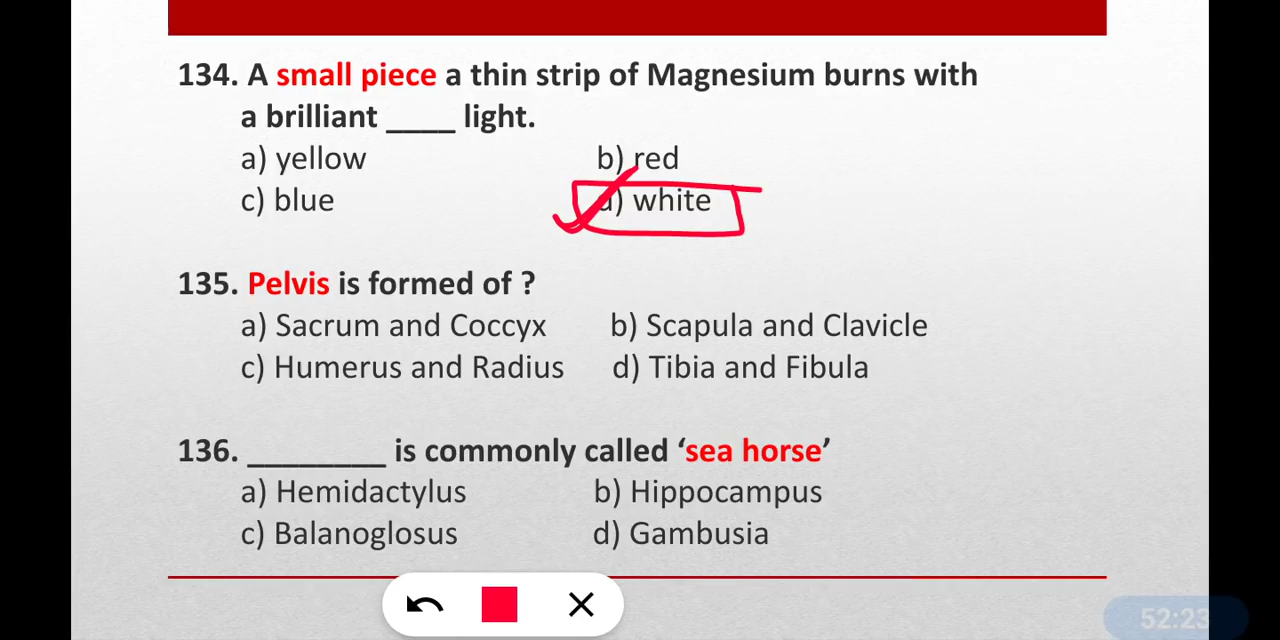 134. A small piece a thin strip of Magnesium burns with
a brilliant ____ light.
a) yellow b) red
c) blue d) white
135. Pelvis is formed of ?
a) Sacrum and Coccyx b) Scapula and Clavicle
c) Humerus and Radius d) Tibia and Fibula
136. ________ is commonly called ‘sea horse’
a) Hemidactylus b) Hippocampus
c) Balanoglosus d) Gambusia
52:23